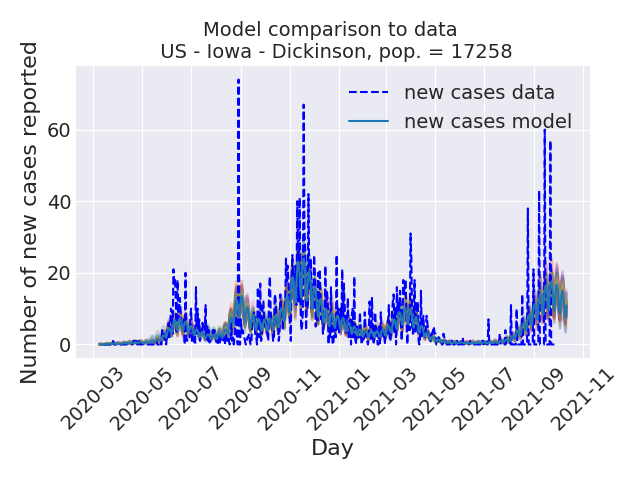 Model comparison to data
US - Iowa - Dickinson, pop. = 17258
Number of new cases reported
new cases data
new cases model
60
40
20
0
2020-03
2020-05
2020-07
2020-09
2020-11
2021-01
2021-03
2021-05
2021-07
2021-09
2021-11
Day